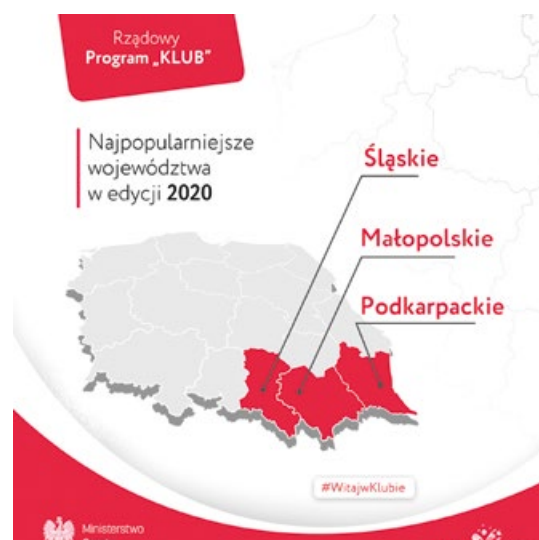 Rządowy
Program „KLUB”
Najpopularniejsze
województwa
w edycji 2020
Śląskie
Małopolskie
Podkarpackie
#WitajwKlubie
Ministerstwo